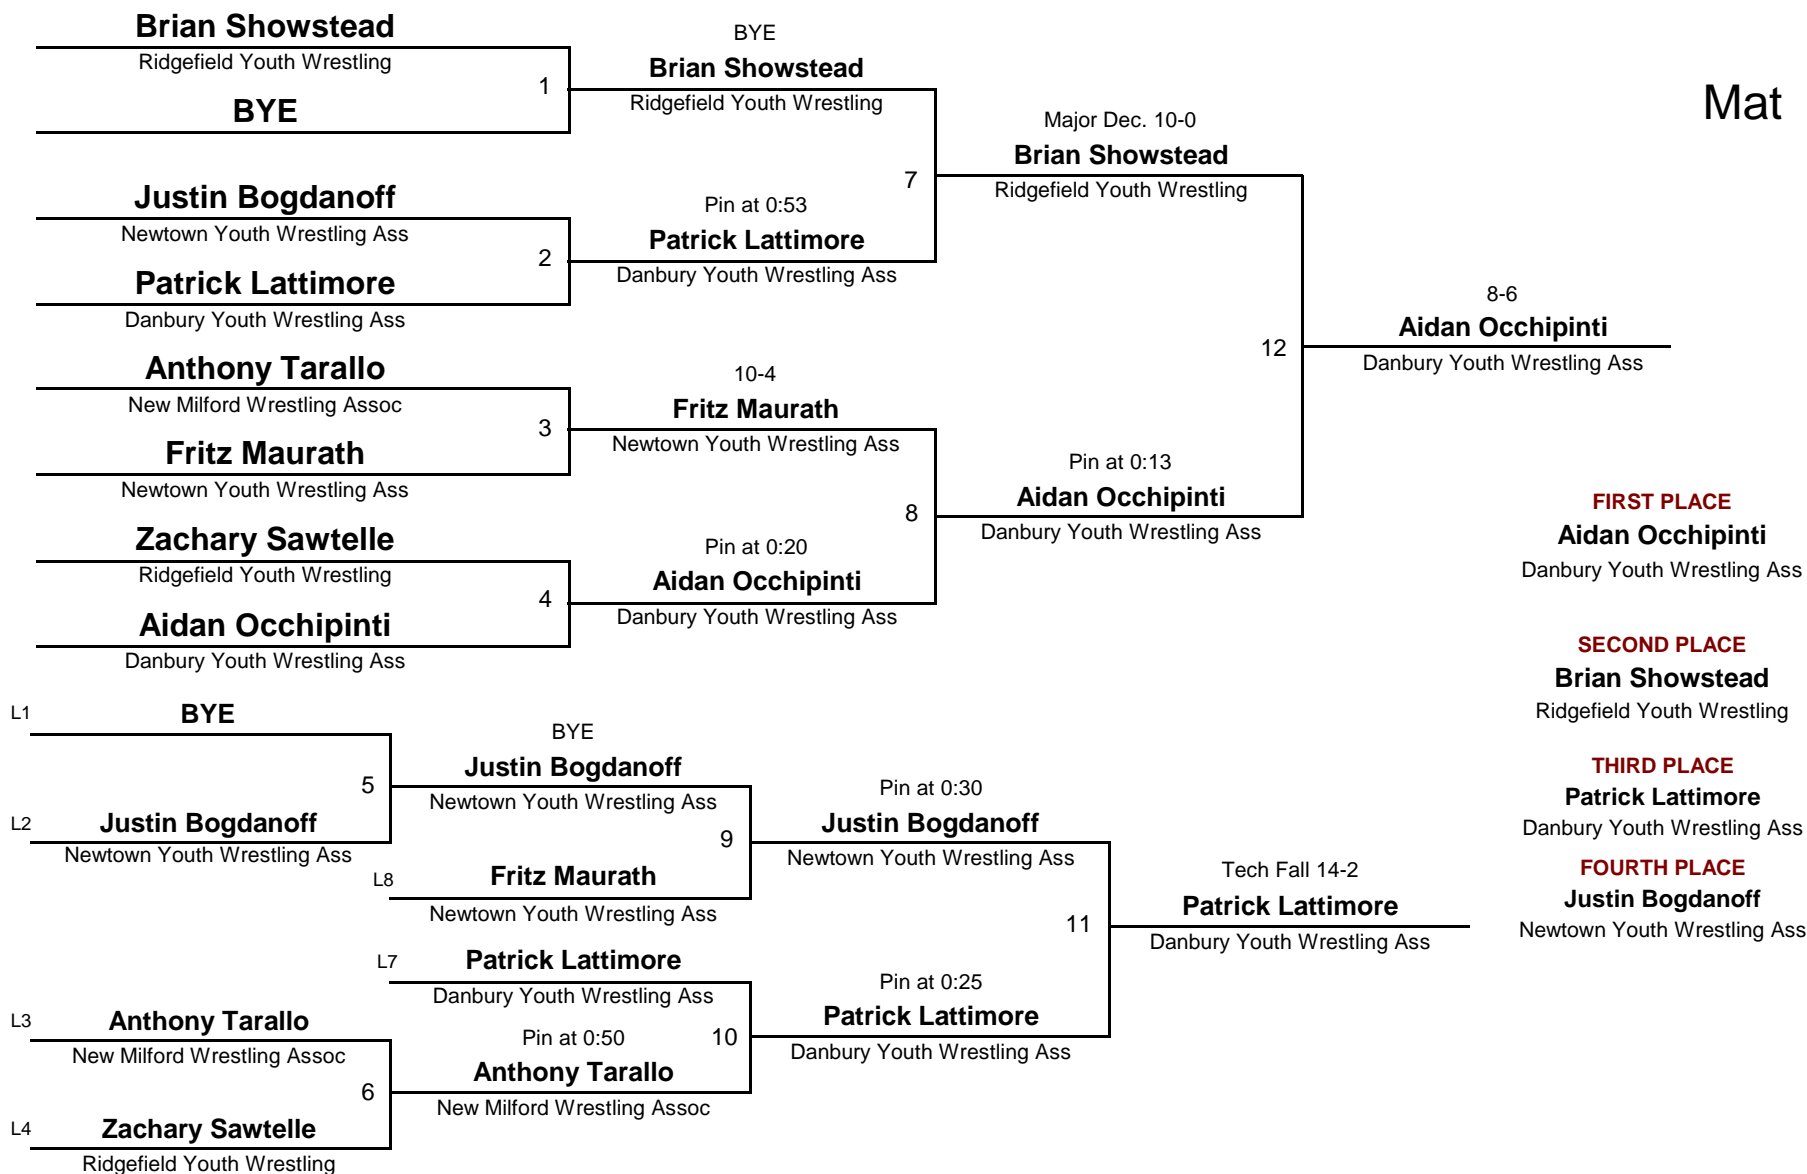 Brian Showstead
Ridgefield Youth Wrestling
1
BYE
Justin Bogdanoff
Newtown Youth Wrestling Ass
2
Patrick Lattimore
Danbury Youth Wrestling Ass
Anthony Tarallo
New Milford Wrestling Assoc
3
Fritz Maurath
Newtown Youth Wrestling Ass
Zachary Sawtelle
Ridgefield Youth Wrestling
4
Aidan Occhipinti
Danbury Youth Wrestling Ass
BYE
Brian Showstead
Ridgefield Youth Wrestling
7
Pin at 0:53
Patrick Lattimore
Danbury Youth Wrestling Ass
10-4
Fritz Maurath
Newtown Youth Wrestling Ass
8
Pin at 0:20
Aidan Occhipinti
Danbury Youth Wrestling Ass
Major Dec. 10-0
Brian Showstead
Ridgefield Youth Wrestling
12
Pin at 0:13
Aidan Occhipinti
Danbury Youth Wrestling Ass
8-6
Aidan Occhipinti
Danbury Youth Wrestling Ass
Mat
FIRST PLACE
Aidan Occhipinti
Danbury Youth Wrestling Ass
SECOND PLACE
Brian Showstead
Ridgefield Youth Wrestling
THIRD PLACE
Patrick Lattimore
Danbury Youth Wrestling Ass
FOURTH PLACE
Justin Bogdanoff
Newtown Youth Wrestling Ass
L1
BYE
5
L2
Justin Bogdanoff
Newtown Youth Wrestling Ass
L3
Anthony Tarallo
New Milford Wrestling Assoc
6
L4
Zachary Sawtelle
Ridgefield Youth Wrestling
BYE
Justin Bogdanoff
Newtown Youth Wrestling Ass
9
L8
Fritz Maurath
Newtown Youth Wrestling Ass
L7
Patrick Lattimore
Danbury Youth Wrestling Ass
10
Pin at 0:50
Anthony Tarallo
New Milford Wrestling Assoc
Pin at 0:30
Justin Bogdanoff
Newtown Youth Wrestling Ass
11
Pin at 0:25
Patrick Lattimore
Danbury Youth Wrestling Ass
Tech Fall 14-2
Patrick Lattimore
Danbury Youth Wrestling Ass